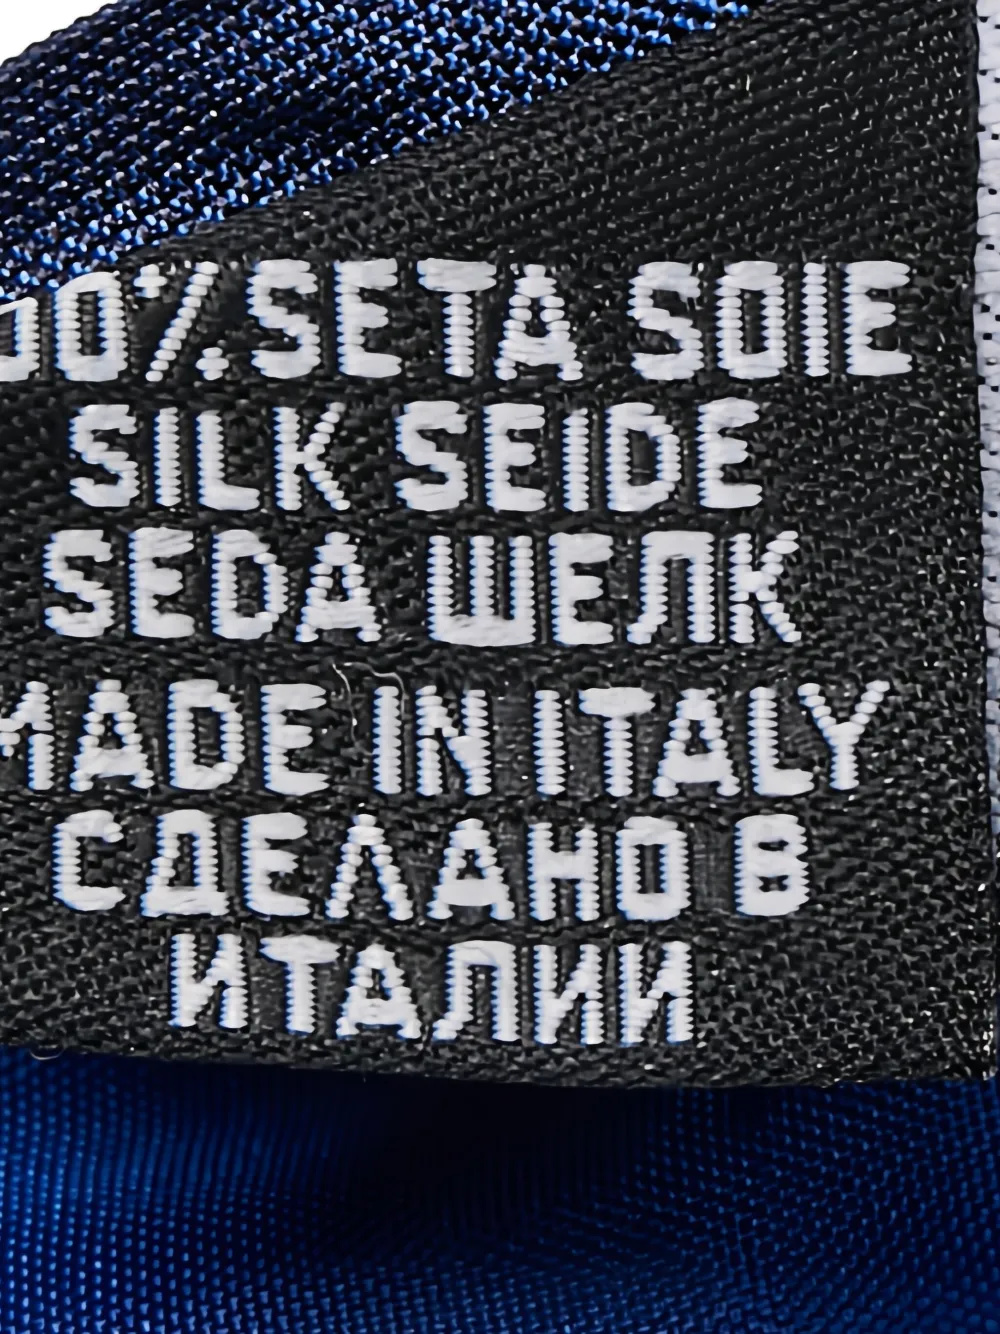 00% SETA SOIE
SILK SEIDE
SEDA ШЕЛК
MADE IN ITALY
СДЕЛАНО В
ИТАЛИИ